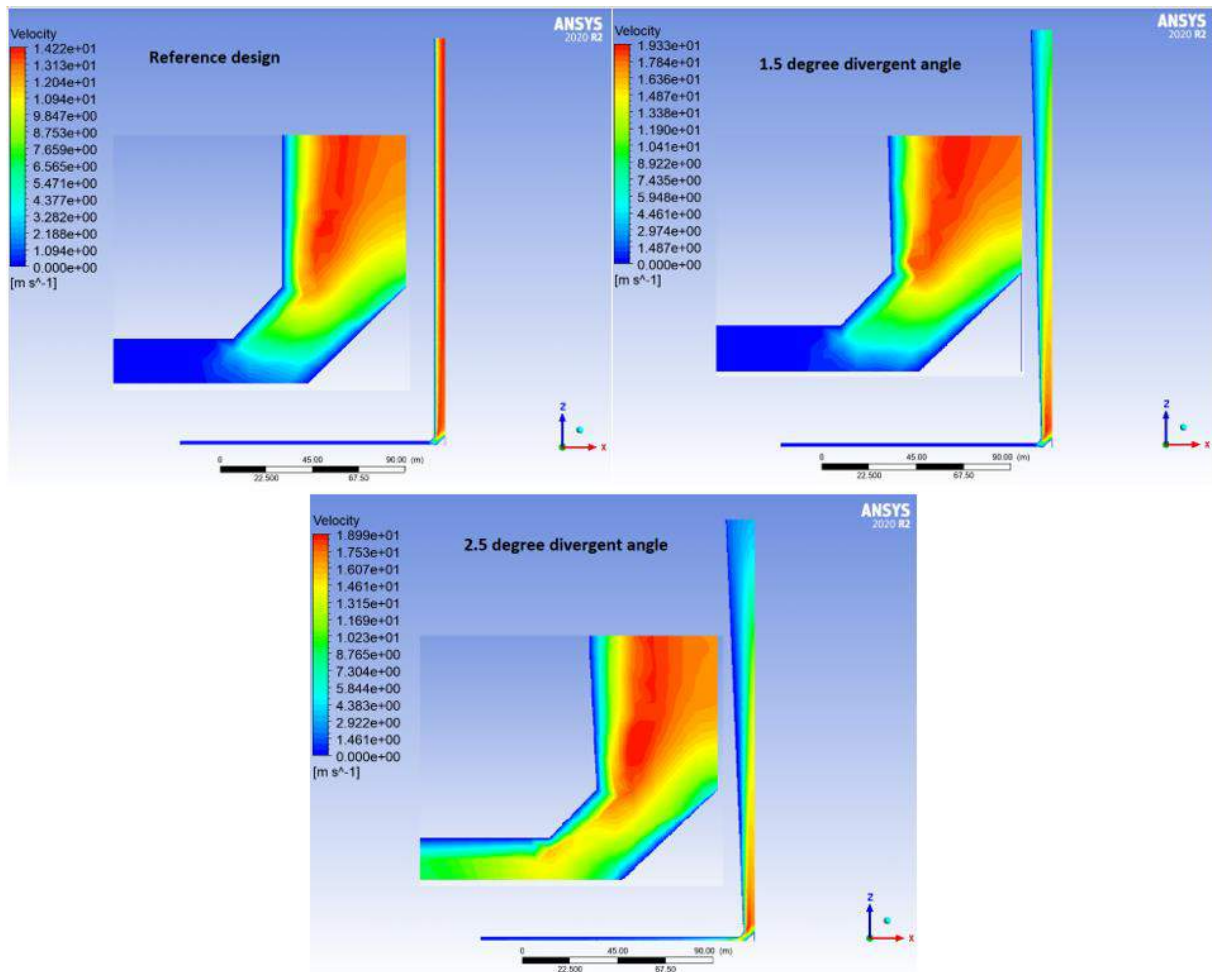 ANSYS
2020 R2
Velocity
Reference design
1.422e+01
1.313e+01
1.204e+01
1.094e+01
9.847e+00
8.753e+00
7.659e+00
6.565e+00
5.471e+00
4.377e+00
3.282e+00
2.188e+00
1.094e+00
0.000e+00
[m s^-1]
Z
X
0 45.00 90.00 (m)
22.500 67.50
ANSYS
2020 R2
Velocity
1.5 degree divergent angle
1.933e+01
1.784e+01
1.636e+01
1.487e+01
1.338e+01
1.190e+01
1.041e+01
8.922e+00
7.435e+00
5.948e+00
4.461e+00
2.974e+00
1.487e+00
0.000e+00
[m s^-1]
Z
X
0 45.00 90.00 (m)
22.500 67.50
ANSYS
2020 R2
Velocity
2.5 degree divergent angle
1.899e+01
1.753e+01
1.607e+01
1.461e+01
1.315e+01
1.169e+01
1.023e+01
8.765e+00
7.304e+00
5.844e+00
4.383e+00
2.922e+00
1.461e+00
0.000e+00
[m s^-1]
Z
X
0 45.00 90.00 (m)
22.500 67.50